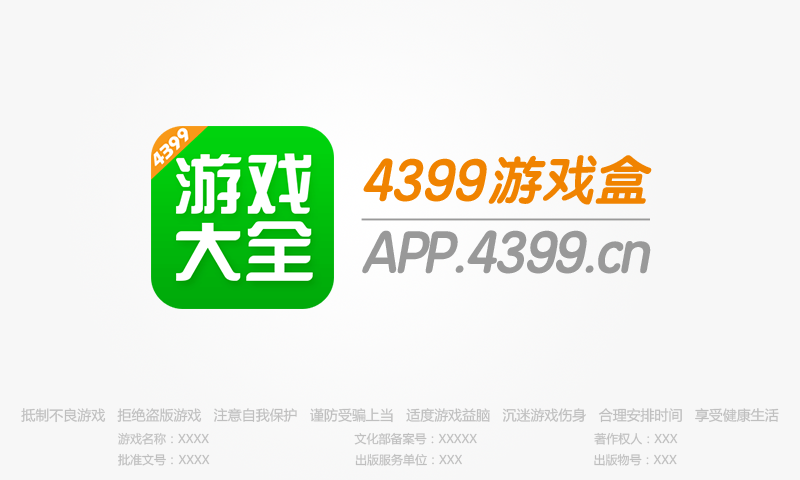 4399
游戏
大全
4399游戏盒
APP.4399.cn
抵制不良游戏 拒绝盗版游戏 注意自我保护 谨防受骗上当 适度游戏益脑 沉迷游戏伤身 合理安排时间 享受健康生活
游戏名称：XXXX 文化部备案号：XXXXX 著作权人：XXX
批准文号：XXXX 出版服务单位：XXX 出版物号：XXX